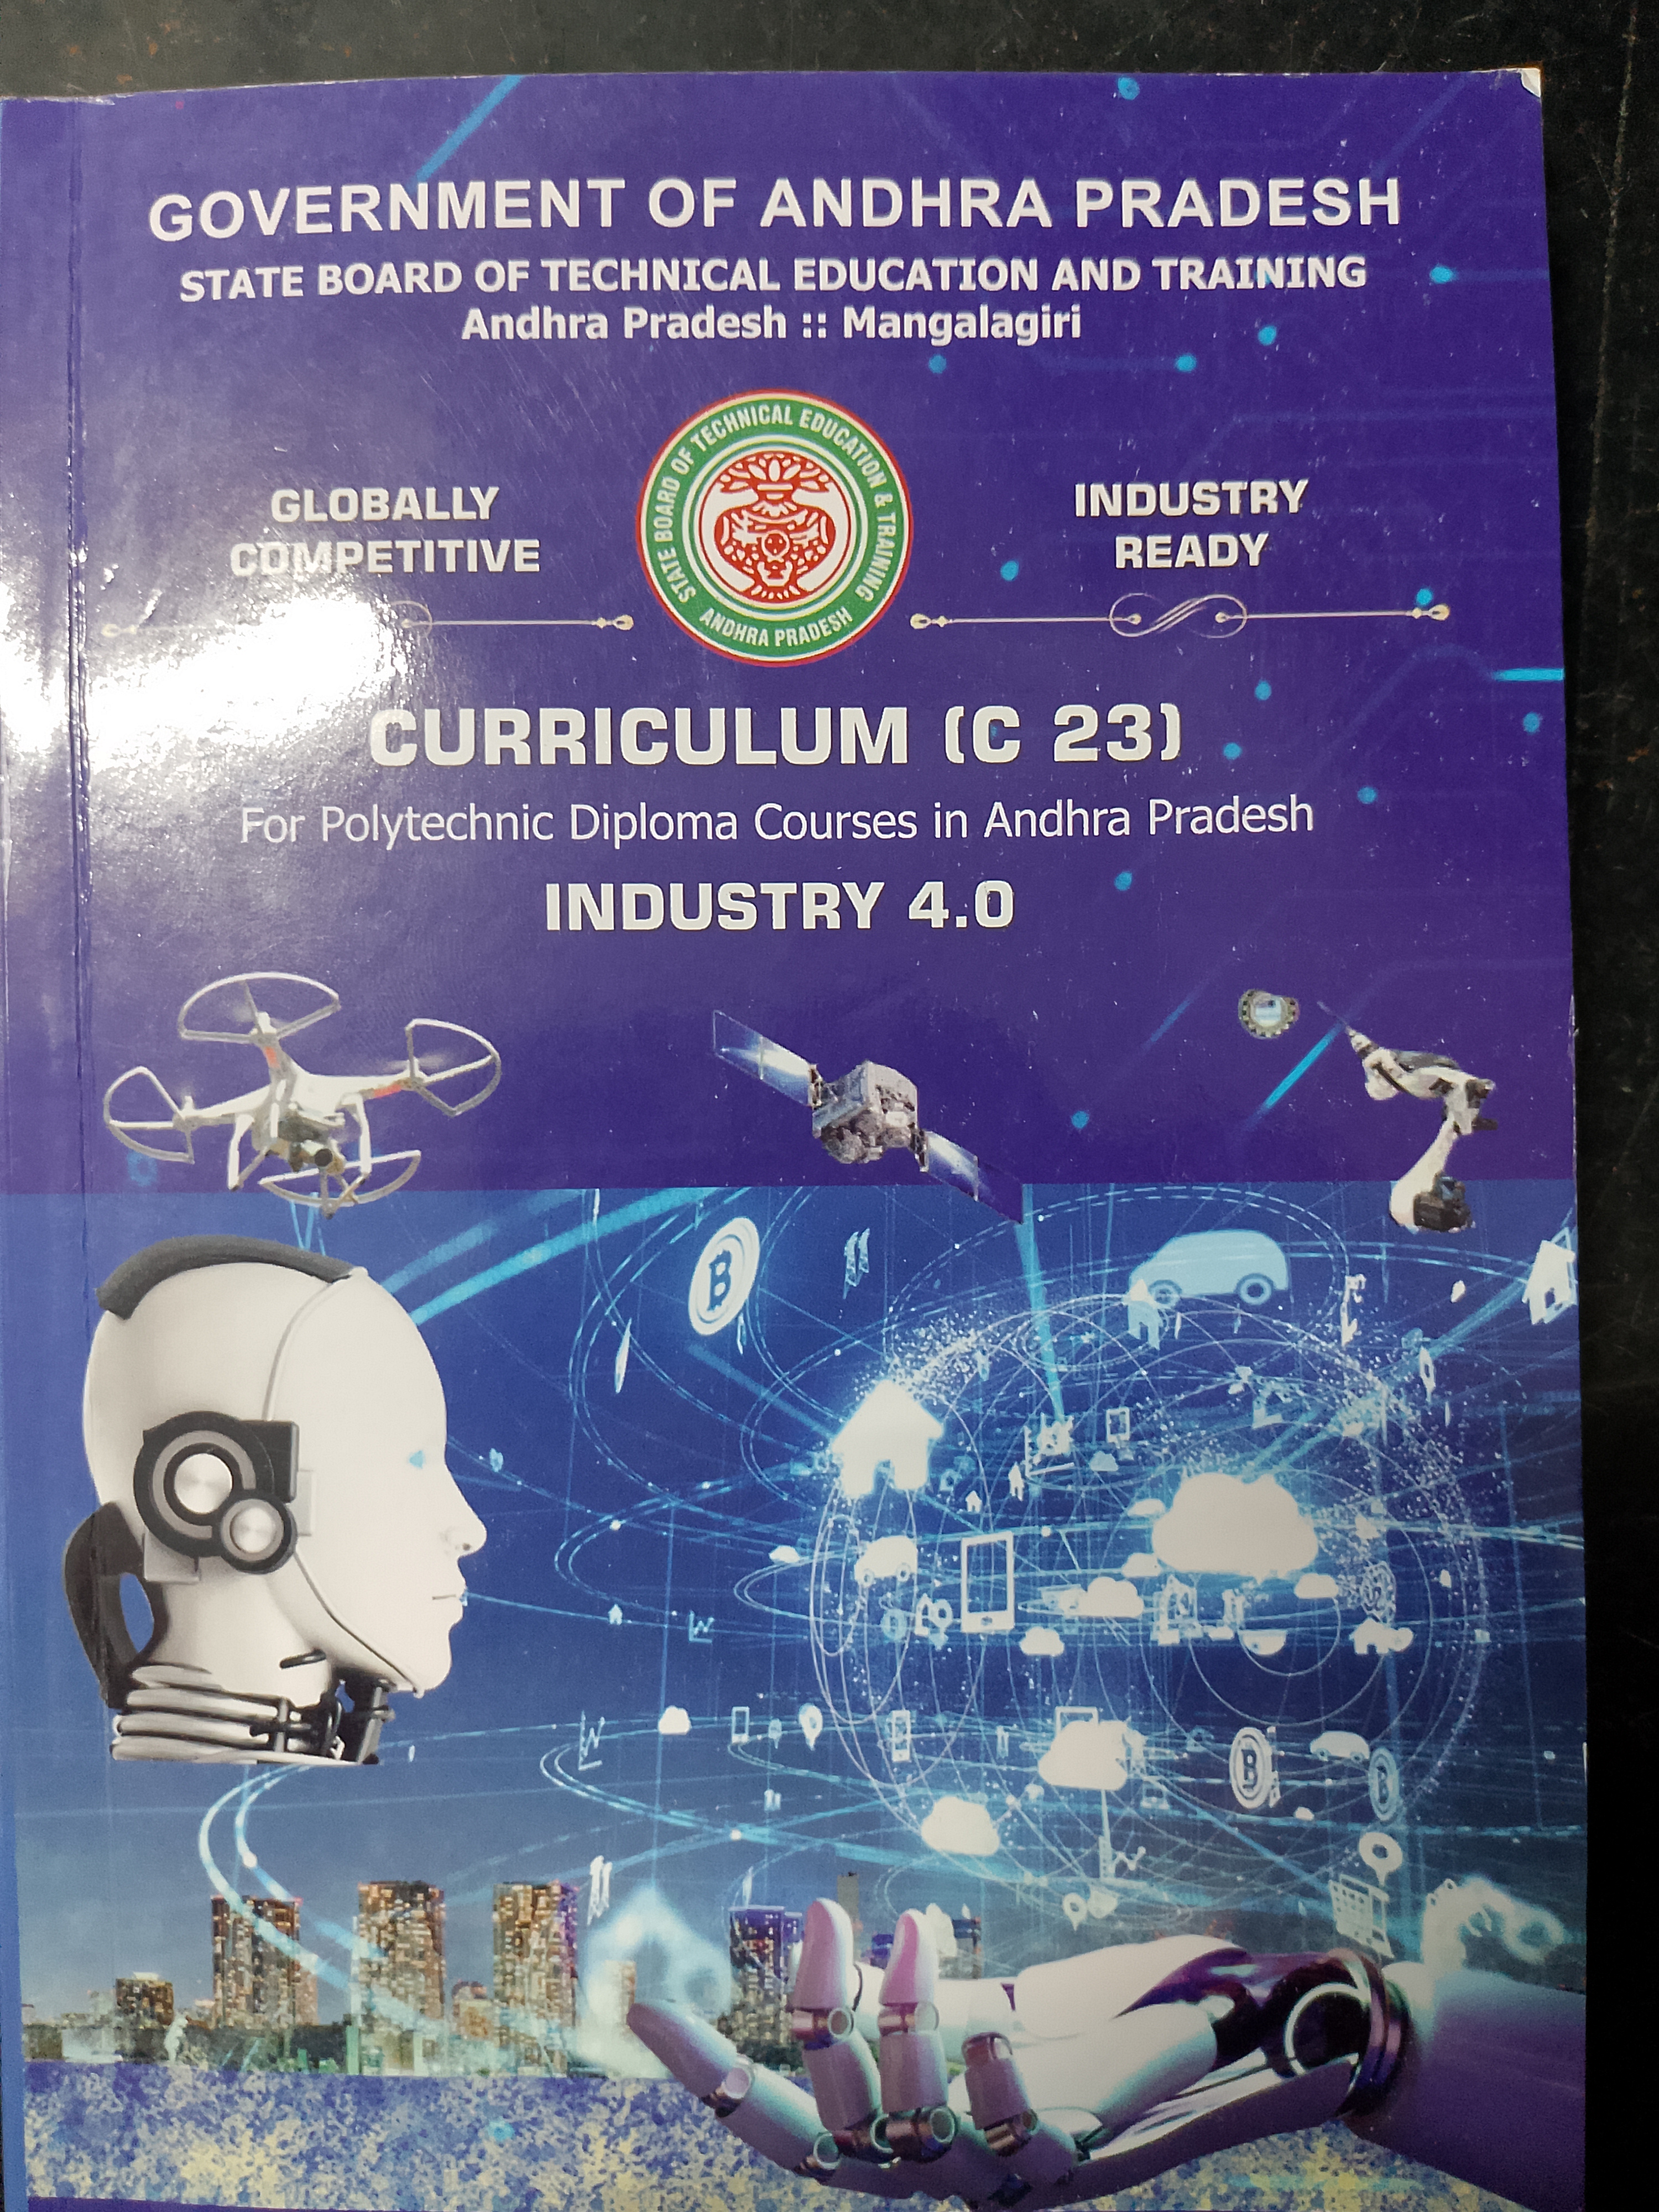 GOVERNMENT OF ANDHRA PRADESH
STATE BOARD OF TECHNICAL EDUCATION AND TRAINING
Andhra Pradesh :: Mangalagiri
GLOBALLY
COMPETITIVE
STATE BOARD OF TECHNICAL EDUCATION & TRAINING
ANDHRA PRADESH
INDUSTRY
READY
CURRICULUM (C 23)
For Polytechnic Diploma Courses in Andhra Pradesh
INDUSTRY 4.0